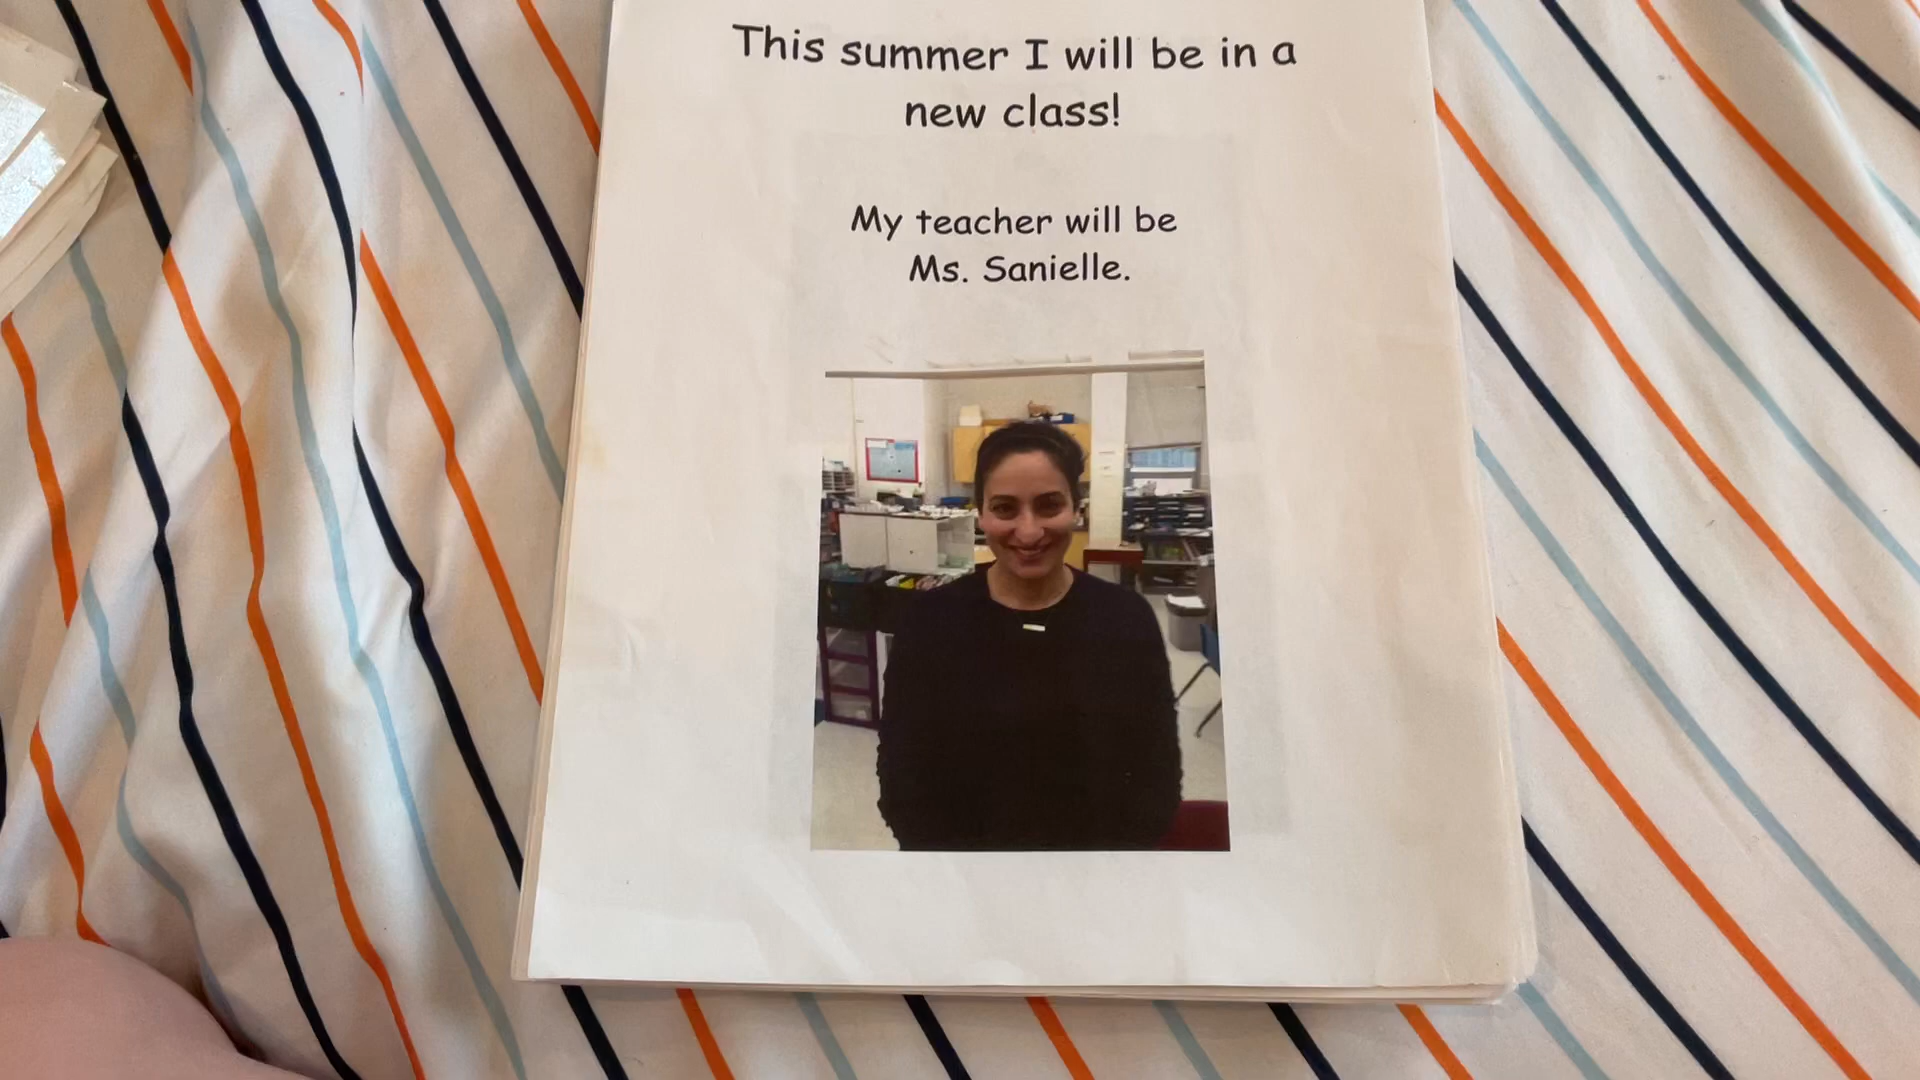 This summer I will be in a
new class!
My teacher will be
Ms. Sanielle.